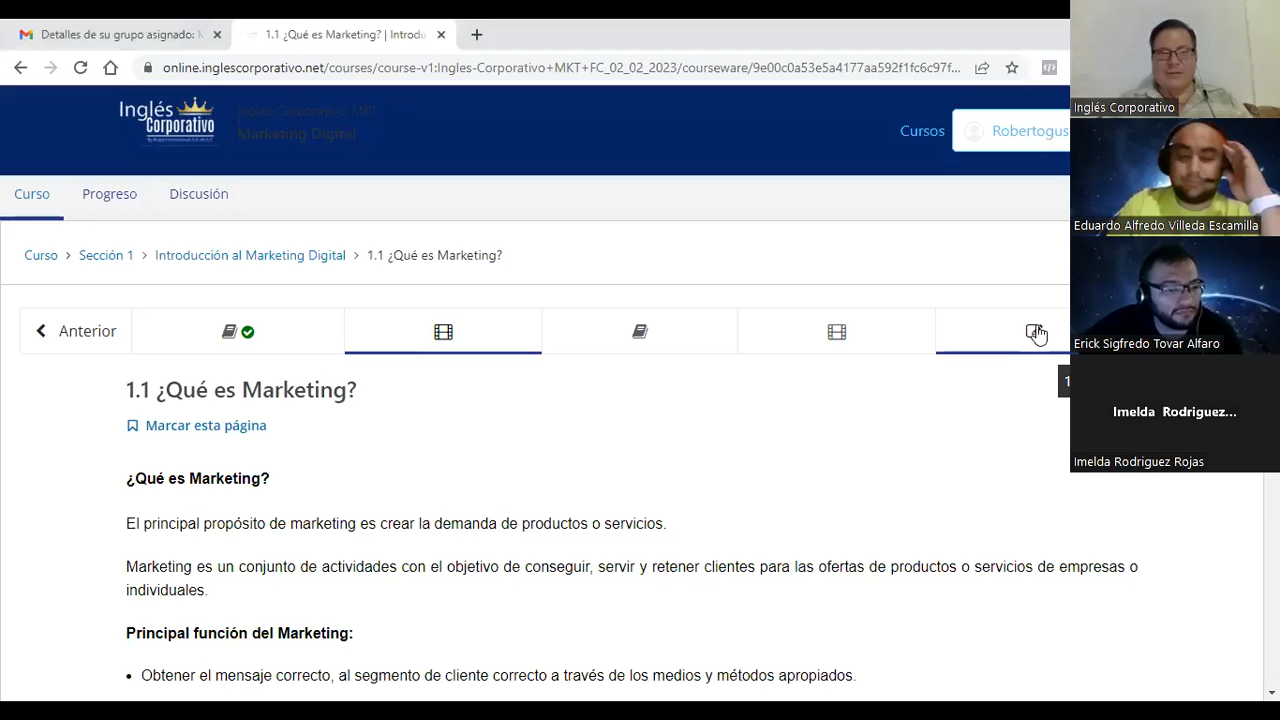 Detalles de su grupo asignado: M
1.1 ¿Qué es Marketing? | Introdu
online.inglescorporativo.net/courses/course-v1:Ingles-Corporativo+MKT+FC_02_02_2023/courseware/9e00c0a53e5a4177aa592f1fc6c97f...
Inglés Corporativo
Ingles-Corporativo: MKT
Marketing Digital
Cursos
Robertogus
Curso
Progreso
Discusión
Curso > Sección 1 > Introducción al Marketing Digital > 1.1 ¿Qué es Marketing?
Anterior
1.1 ¿Qué es Marketing?
Marcar esta página
¿Qué es Marketing?
El principal propósito de marketing es crear la demanda de productos o servicios.
Marketing es un conjunto de actividades con el objetivo de conseguir, servir y retener clientes para las ofertas de productos o servicios de empresas o
individuales.
Principal función del Marketing:
• Obtener el mensaje correcto, al segmento de cliente correcto a través de los medios y métodos apropiados.
Inglés Corporativo
Eduardo Alfredo Villeda Escamilla
Erick Sigfredo Tovar Alfaro
Imelda Rodriguez...
Imelda Rodriguez Rojas